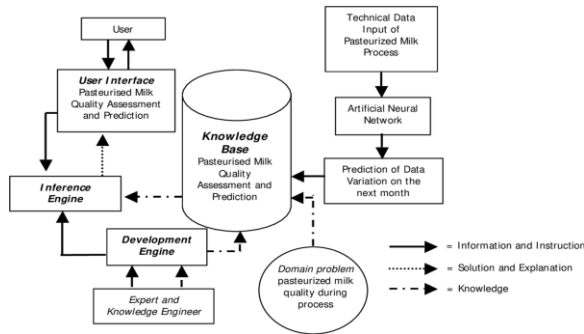 User
User Interface
Pasteurised Milk
Quality Assessment
and Prediction
Inference
Engine
Development
Engine
Expert and
Knowledge Engineer
Knowledge
Base
Pasteurised Milk
Quality
Assessment and
Prediction
Technical Data
Input of
Pasteurized Milk
Process
Artificial Neural
Network
Prediction of Data
Variation on the
next month
Domain problem
pasteurized milk
quality during
process
= Information and Instruction
= Solution and Explanation
= Knowledge